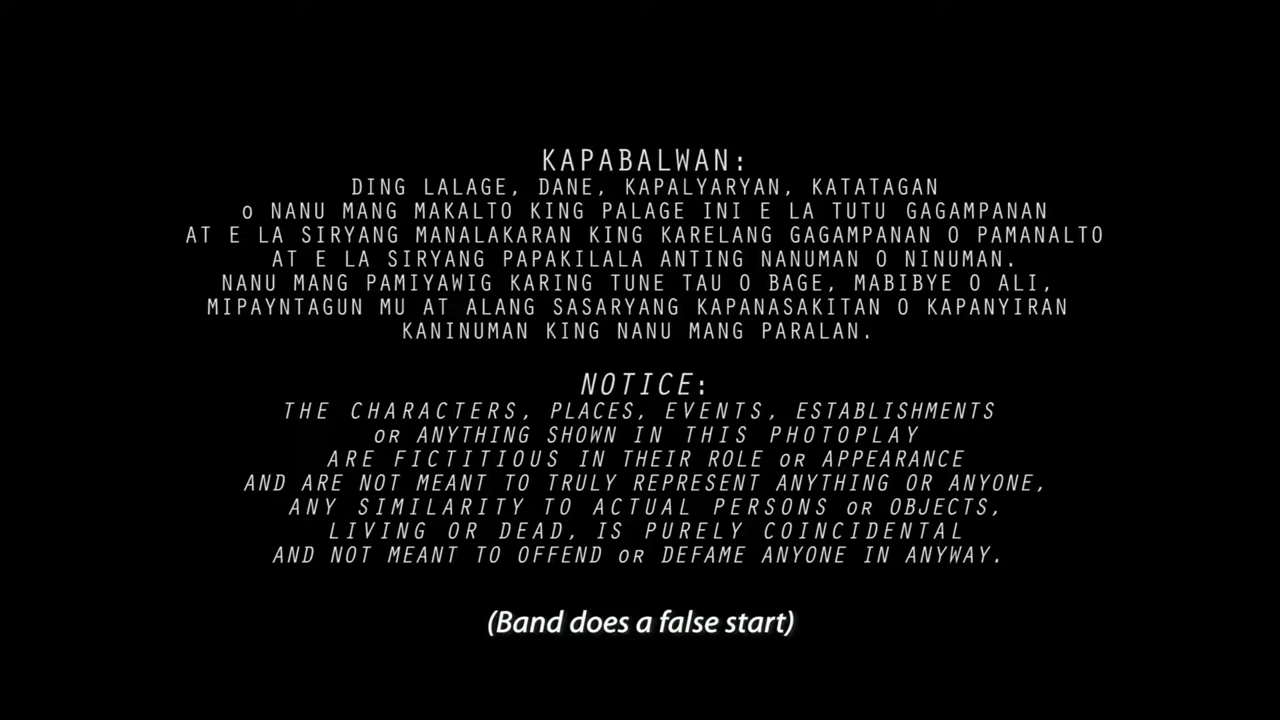 KAPABALWAN:
DING LALAGE, DANE, KAPALYARYAN, KATATAGAN
o NANU MANG MAKALTO KING PALAGE INI E LA TUTU GAGAMPANAN
AT E LA SIRYANG MANALAKARAN KING KARELANG GAGAMPANAN O PAMANALTO
AT E LA SIRYANG PAPAKILALA ANTING NANUMAN O NINUMAN.
NANU MANG PAMIYAWIG KARING TUNE TAU O BAGE, MABIBYE O ALI,
MIPAYNTAGUN MU AT ALANG SASARYANG KAPANASAKITAN O KAPANYIRAN
KANINUMAN KING NANU MANG PARALAN.
NOTICE:
THE CHARACTERS, PLACES, EVENTS, ESTABLISHMENTS
or ANYTHING SHOWN IN THIS PHOTOPLAY
ARE FICTITIOUS IN THEIR ROLE or APPEARANCE
AND ARE NOT MEANT TO TRULY REPRESENT ANYTHING OR ANYONE,
ANY SIMILARITY TO ACTUAL PERSONS or OBJECTS,
LIVING OR DEAD, IS PURELY COINCIDENTAL
AND NOT MEANT TO OFFEND or DEFAME ANYONE IN ANYWAY.
(Band does a false start)